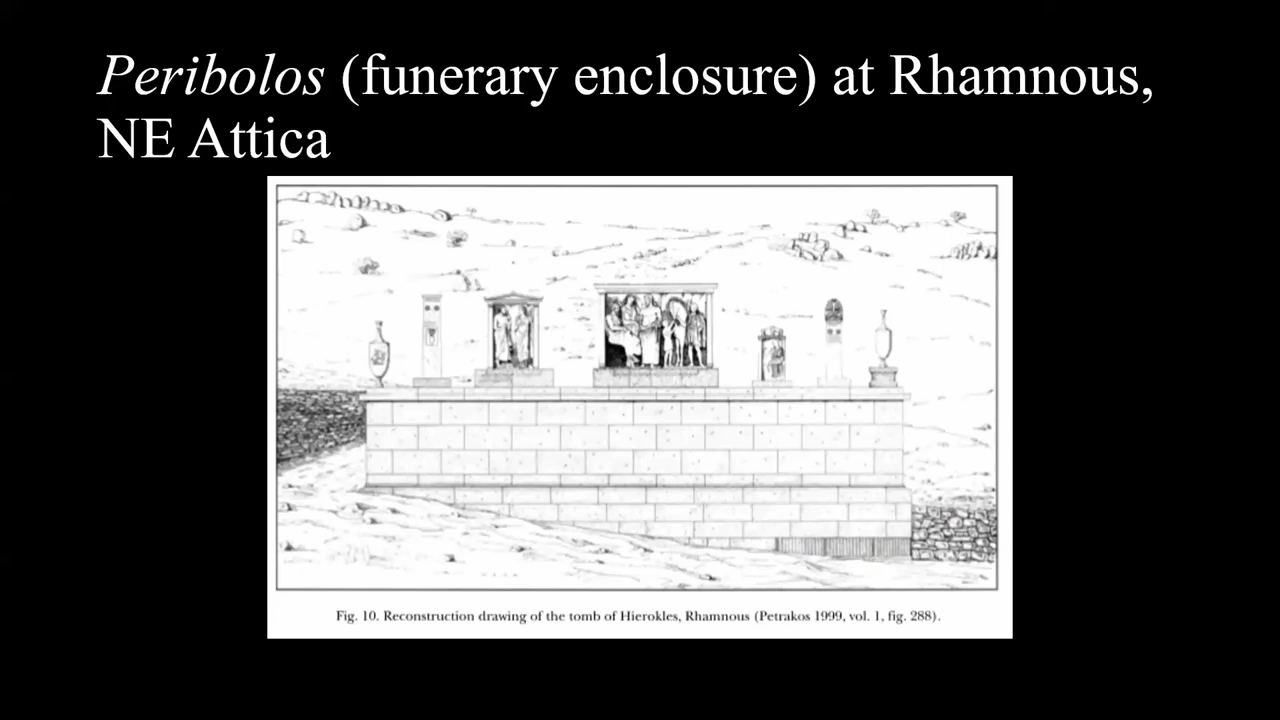 Peribolos (funerary enclosure) at Rhamnous,
NE Attica
Fig. 10. Reconstruction drawing of the tomb of Hierokles, Rhamnous (Petrakos 1999, vol. 1, fig. 288).